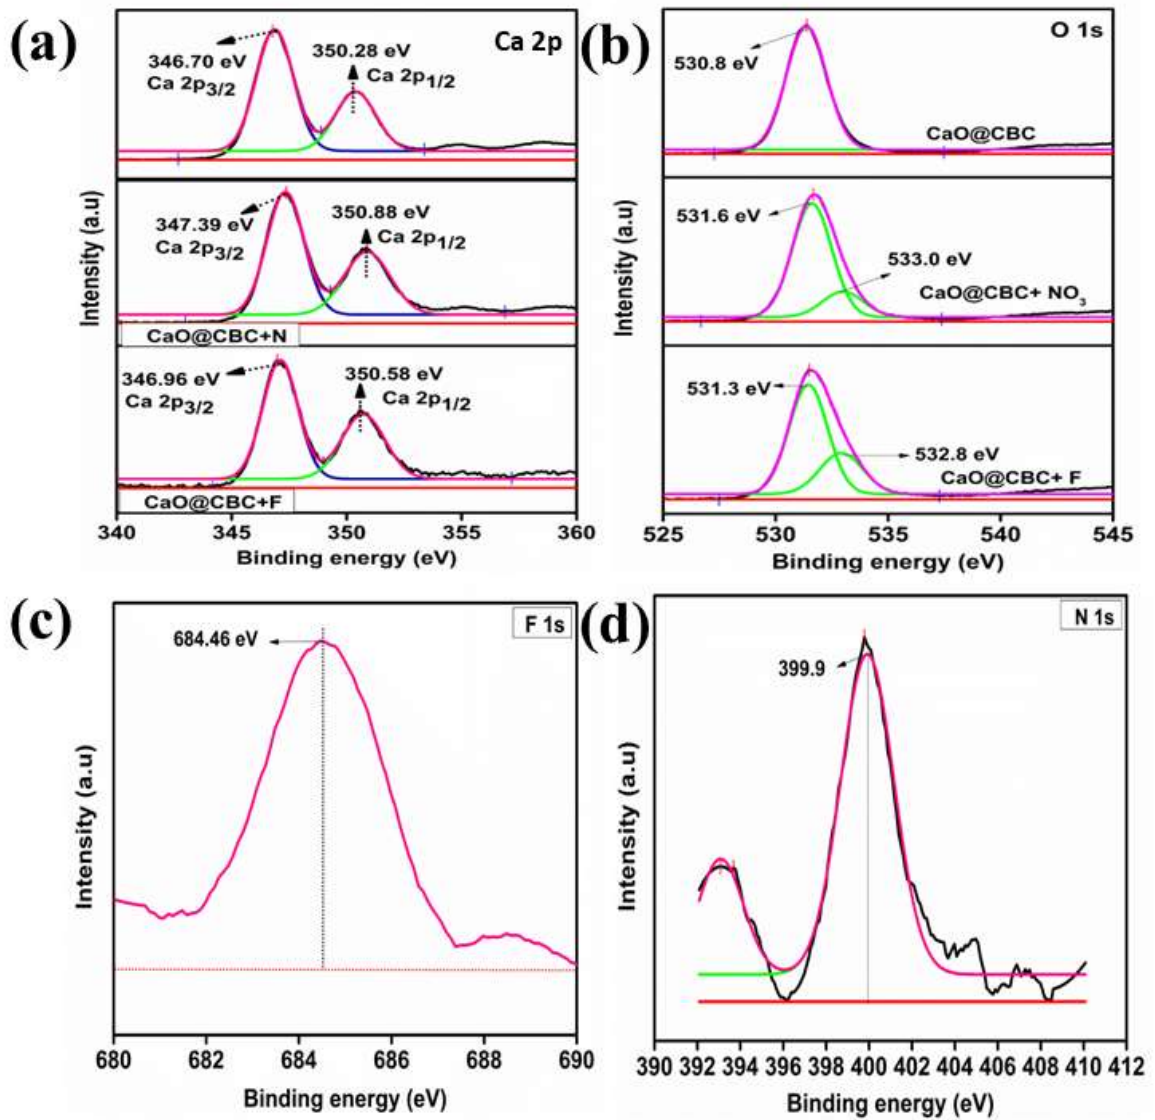 (a)
Ca 2p
346.70 eV
Ca 2p3/2
350.28 eV
Ca 2p1/2
347.39 eV
Ca 2p3/2
350.88 eV
Ca 2p1/2
CaO@CBC+N
346.96 eV
Ca 2p3/2
350.58 eV
Ca 2p1/2
CaO@CBC+F
Intensity (a.u)
340 345 350 355 360
Binding energy (eV)
(b)
O 1s
530.8 eV
CaO@CBC
531.6 eV
533.0 eV
CaO@CBC+ NO3
531.3 eV
532.8 eV
CaO@CBC+ F
Intensity (a.u)
525 530 535 540 545
Binding energy (eV)
(c)
F 1s
684.46 eV
Intensity (a.u)
680 682 684 686 688 690
Binding energy (eV)
(d)
N 1s
399.9
Intensity (a.u)
390 392 394 396 398 400 402 404 406 408 410 412
Binding energy (eV)